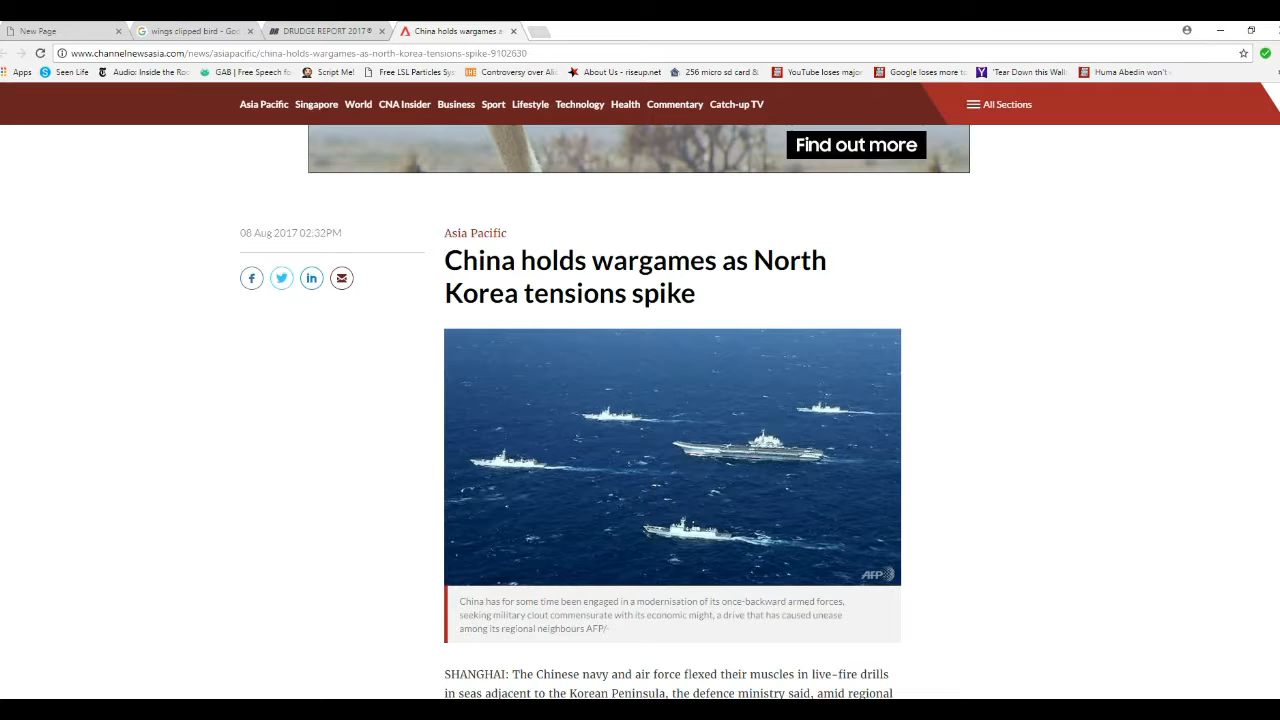 New Page
wings clipped bird - Goo
DRUDGE REPORT 2017®
China holds wargames a
www.channelnewsasia.com/news/asiapacific/china-holds-wargames-as-north-korea-tensions-spike-9102630
Apps Seen Life Audio: Inside the Ro Script Me! GAB | Free Speech fo Free LSL Particles Sys Controversy over Ali About Us - riseup.net 256 micro sd card & YouTube loses major Google loses more to 'Tear Down this Wall Huma Abedin won't
Asia Pacific Singapore World CNA Insider Business Sport Lifestyle Technology Health Commentary Catch-up TV All Sections
Find out more
08 Aug 2017 02:32PM
Asia Pacific
China holds wargames as North
Korea tensions spike
AFP
China has for some time been engaged in a modernisation of its once-backward armed forces,
seeking military clout commensurate with its economic might, a drive that has caused unease
among its regional neighbours AFP/-
SHANGHAI: The Chinese navy and air force flexed their muscles in live-fire drills
in seas adjacent to the Korean Peninsula, the defence ministry said, amid regional